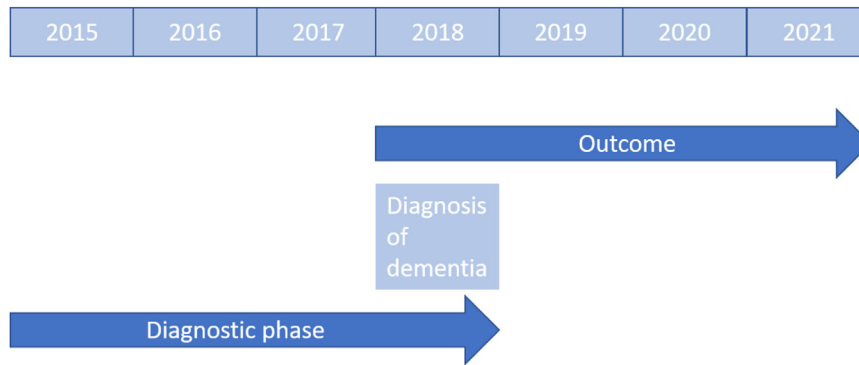 2015 2016 2017 2018 2019 2020 2021
Outcome
Diagnosis
of
dementia
Diagnostic phase